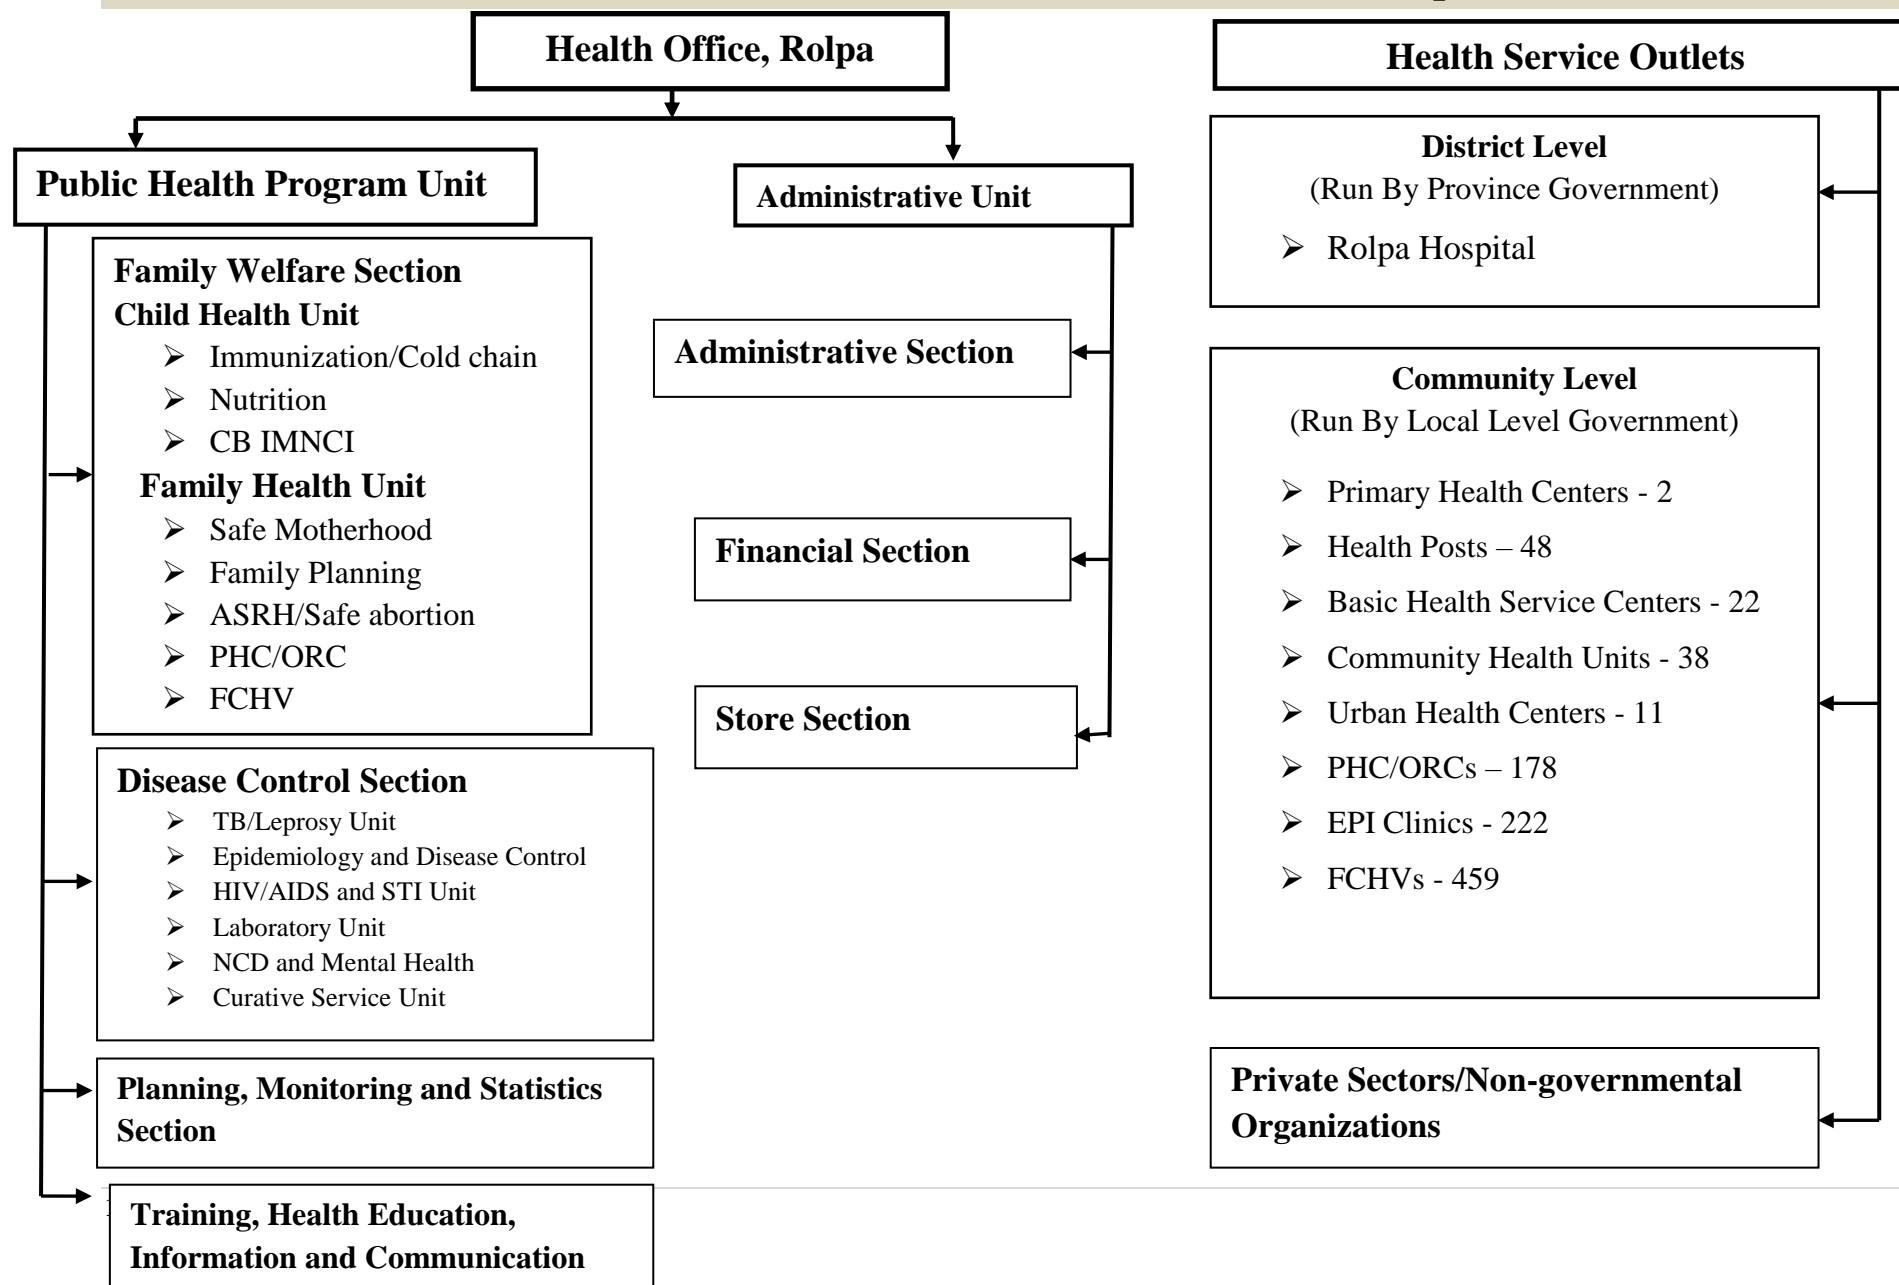 Health Office, Rolpa
Public Health Program Unit
Family Welfare Section
Child Health Unit
➢ Immunization/Cold chain
➢ Nutrition
➢ CB IMNCI
Family Health Unit
➢ Safe Motherhood
➢ Family Planning
➢ ASRH/Safe abortion
➢ PHC/ORC
➢ FCHV
Disease Control Section
➢ TB/Leprosy Unit
➢ Epidemiology and Disease Control
➢ HIV/AIDS and STI Unit
➢ Laboratory Unit
➢ NCD and Mental Health
➢ Curative Service Unit
Planning, Monitoring and Statistics
Section
Training, Health Education,
Information and Communication
Administrative Unit
Administrative Section
Financial Section
Store Section
Health Service Outlets
District Level
(Run By Province Government)
➢ Rolpa Hospital
Community Level
(Run By Local Level Government)
➢ Primary Health Centers - 2
➢ Health Posts – 48
➢ Basic Health Service Centers - 22
➢ Community Health Units - 38
➢ Urban Health Centers - 11
➢ PHC/ORCs – 178
➢ EPI Clinics - 222
➢ FCHVs - 459
Private Sectors/Non-governmental
Organizations